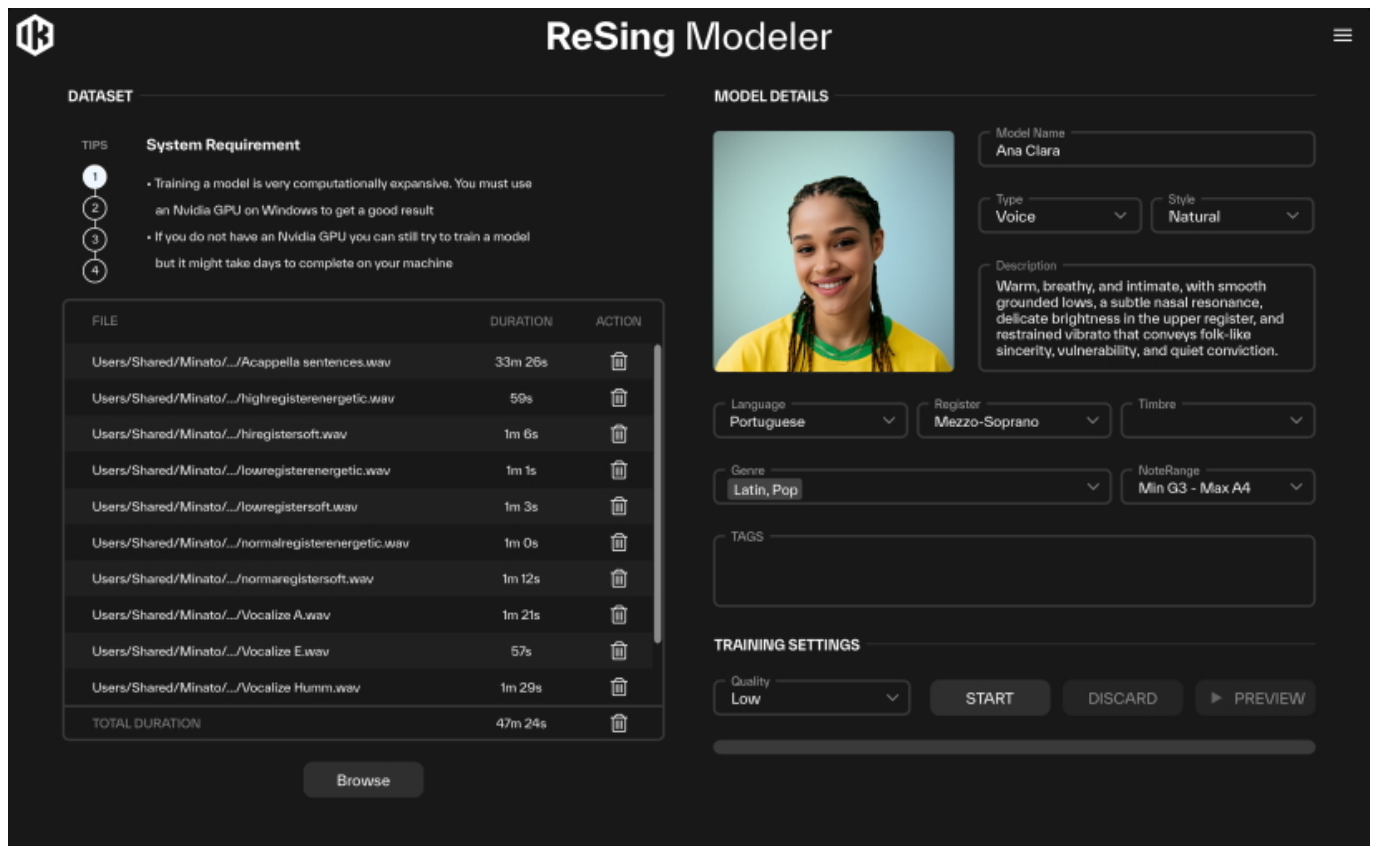 ReSing Modeler
DATASET
TIPS
System Requirement
1
2
3
4
• Training a model is very computationally expansive. You must use
an Nvidia GPU on Windows to get a good result
• If you do not have an Nvidia GPU you can still try to train a model
but it might take days to complete on your machine
FILE DURATION ACTION
Users/Shared/Minato/.../Acappella sentences.wav 33m 26s
Users/Shared/Minato/.../highregisterenergetic.wav 59s
Users/Shared/Minato/.../hiregistersoft.wav 1m 6s
Users/Shared/Minato/.../lowregisterenergetic.wav 1m 1s
Users/Shared/Minato/.../lowregistersoft.wav 1m 3s
Users/Shared/Minato/.../normalregisterenergetic.wav 1m 0s
Users/Shared/Minato/.../normaregistersoft.wav 1m 12s
Users/Shared/Minato/.../Vocalize A.wav 1m 21s
Users/Shared/Minato/.../Vocalize E.wav 57s
Users/Shared/Minato/.../Vocalize Humm.wav 1m 29s
TOTAL DURATION 47m 24s
Browse
MODEL DETAILS
Model Name
Ana Clara
Type
Voice
Style
Natural
Description
Warm, breathy, and intimate, with smooth
grounded lows, a subtle nasal resonance,
delicate brightness in the upper register, and
restrained vibrato that conveys folk-like
sincerity, vulnerability, and quiet conviction.
Language
Portuguese
Register
Mezzo-Soprano
Timbre
Genre
Latin, Pop
NoteRange
Min G3 - Max A4
TAGS
TRAINING SETTINGS
Quality
Low
START
DISCARD
PREVIEW